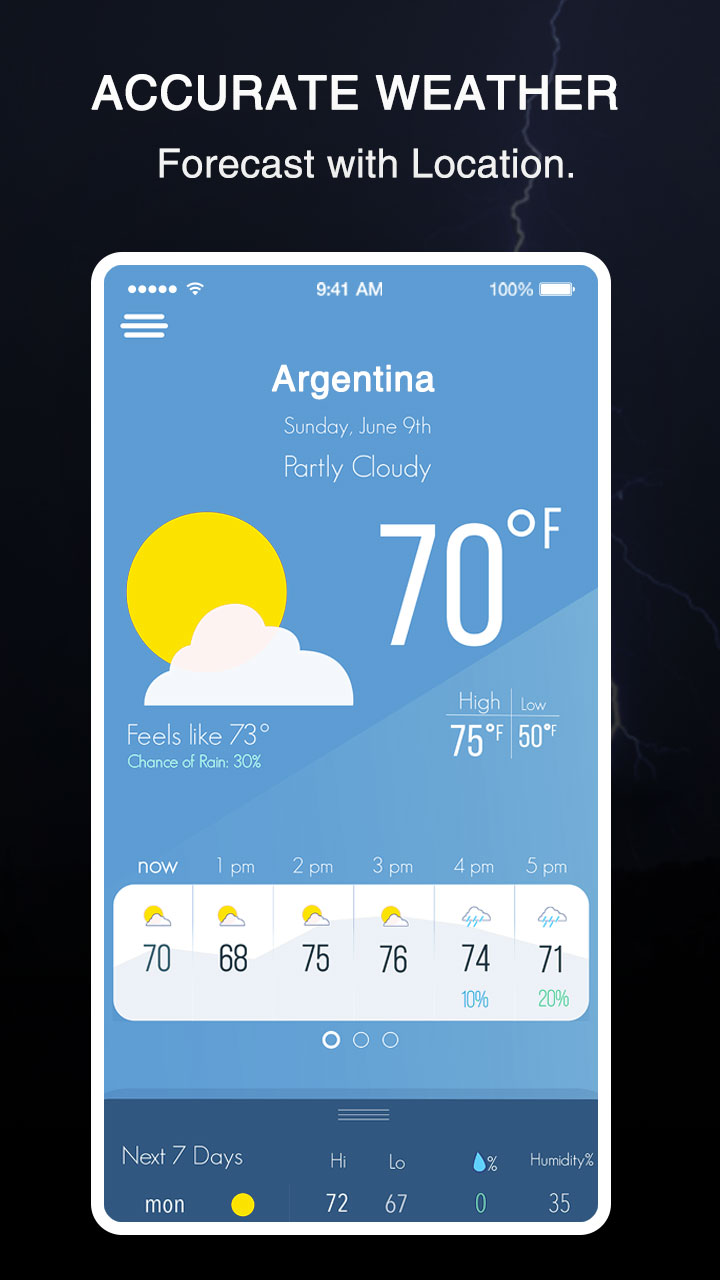 ACCURATE WEATHER
Forecast with Location.
9:41 AM 100%
Argentina
Sunday, June 9th
Partly Cloudy
70°F
High Low
75°F 50°F
Feels like 73°
Chance of Rain: 30%
now 1 pm 2 pm 3 pm 4 pm 5 pm
70 68 75 76 74 71
10% 20%
Next 7 Days Hi Lo % Humidity%
mon 72 67 0 35